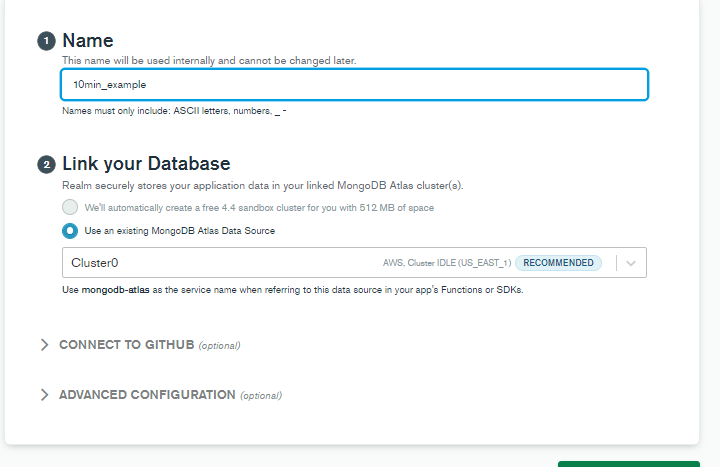 1 Name
This name will be used internally and cannot be changed later.
10min_example
Names must only include: ASCII letters, numbers, _ -
2 Link your Database
Realm securely stores your application data in your linked MongoDB Atlas cluster(s).
We'll automatically create a free 4.4 sandbox cluster for you with 512 MB of space
Use an existing MongoDB Atlas Data Source
Cluster0 AWS, Cluster IDLE (US_EAST_1) RECOMMENDED
Use mongodb-atlas as the service name when referring to this data source in your app's Functions or SDKs.
CONNECT TO GITHUB (optional)
ADVANCED CONFIGURATION (optional)